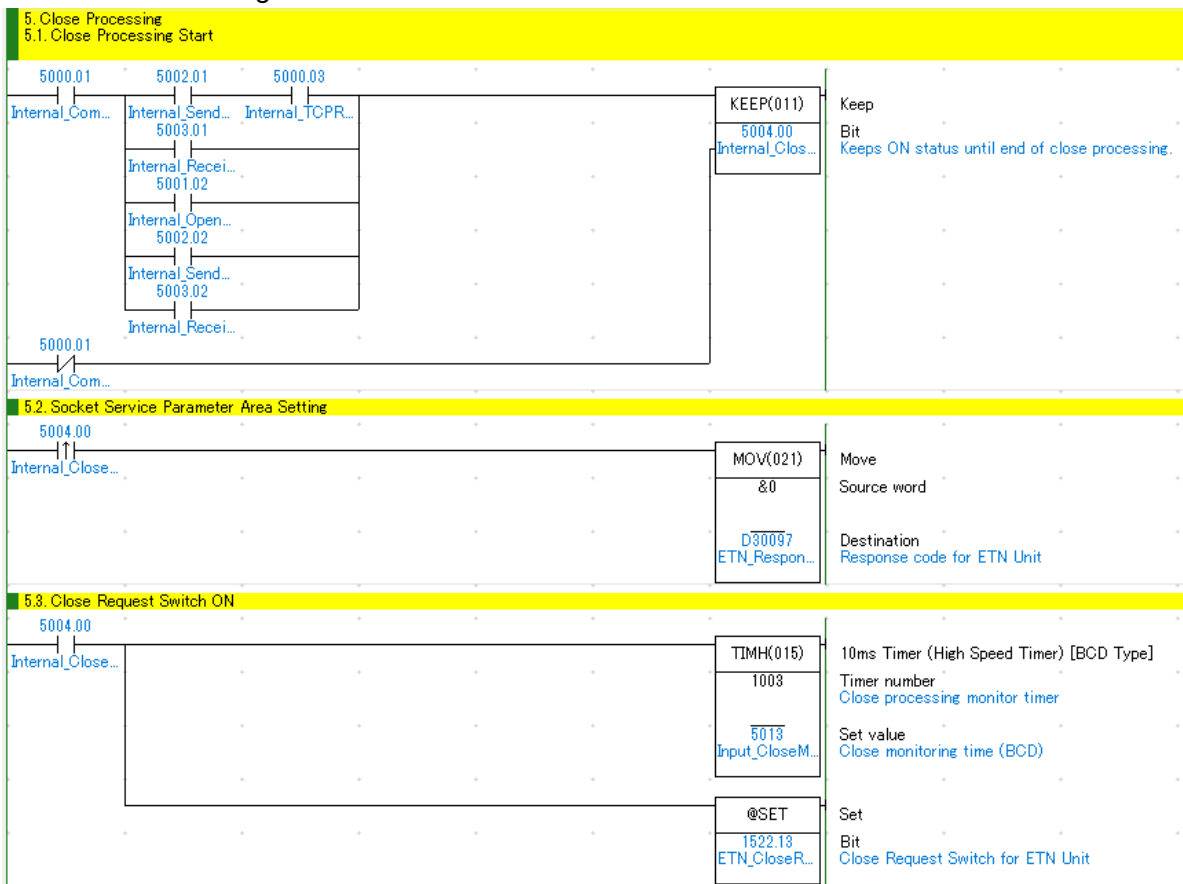 5. Close Processing
5.1. Close Processing Start
5000.01 5002.01 5000.03
Internal_Com... Internal_Send... Internal_TCPR...
5003.01
Internal_Recei...
5001.02
Internal_Open...
5002.02
Internal_Send...
5003.02
Internal_Recei...
5000.01
Internal_Com...
KEEP(011) Keep
5004.00 Bit
Internal_Clos... Keeps ON status until end of close processing.
5.2. Socket Service Parameter Area Setting
5004.00
Internal_Close...
MOV(021) Move
&0 Source word
D30097 Destination
ETN_Respon... Response code for ETN Unit
5.3. Close Request Switch ON
5004.00
Internal_Close...
TIMH(015) 10ms Timer (High Speed Timer) [BCD Type]
1003 Timer number
Close processing monitor timer
5013 Set value
Input_CloseM... Close monitoring time (BCD)
@SET Set
1522.13 Bit
ETN_CloseR... Close Request Switch for ETN Unit